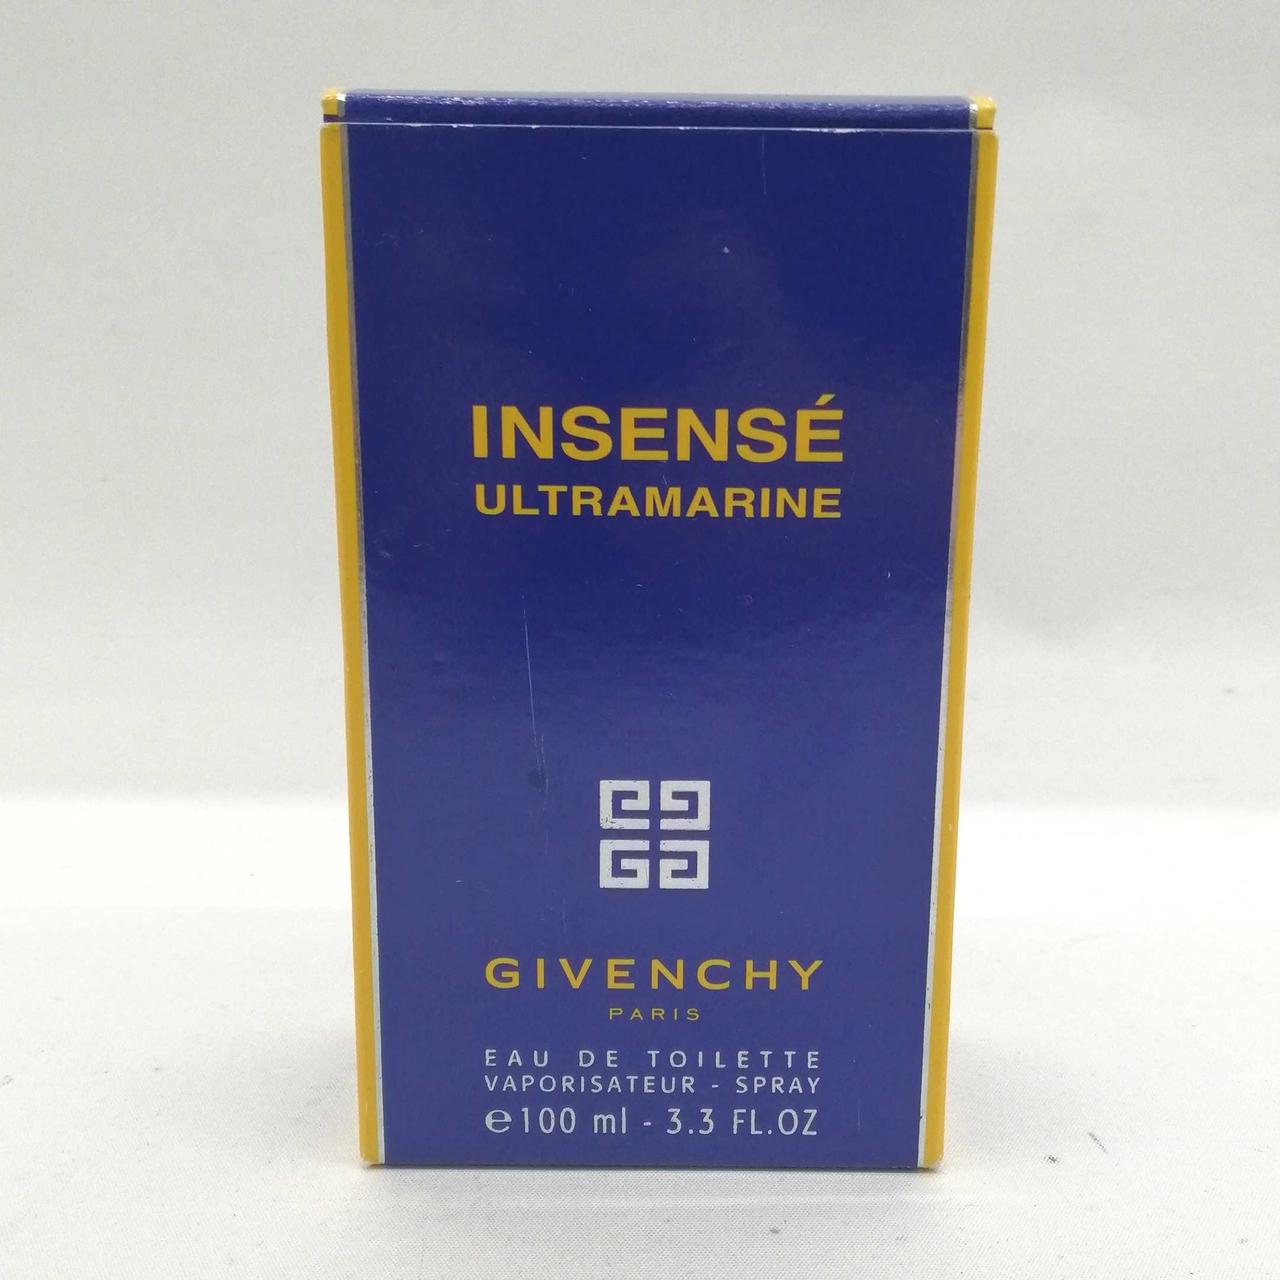 INSENSÉ
ULTRAMARINE
GIVENCHY
PARIS
EAU DE TOILETTE
VAPORISATEUR - SPRAY
℮100 ml - 3.3 FL.OZ